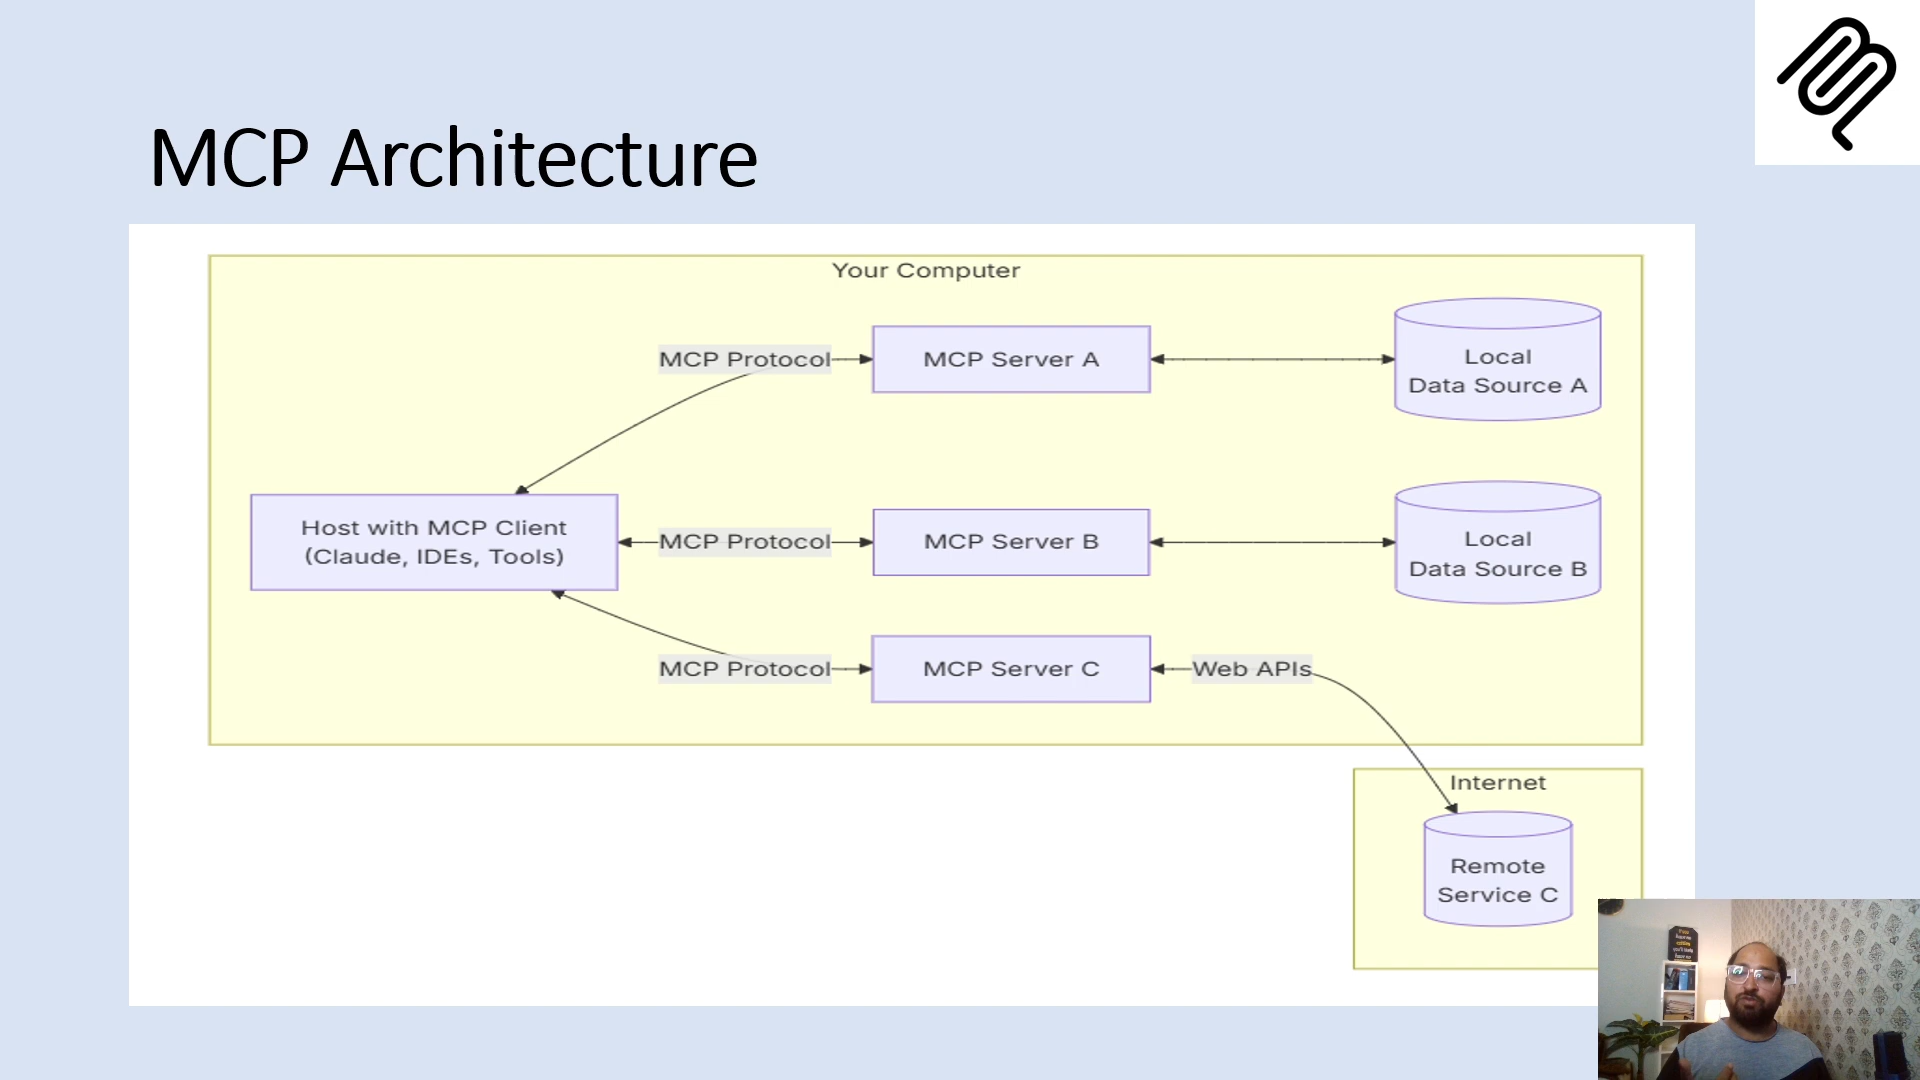 MCP Architecture
Your Computer
MCP Protocol
MCP Server A
Local
Data Source A
Host with MCP Client
(Claude, IDEs, Tools)
MCP Protocol
MCP Server B
Local
Data Source B
MCP Protocol
MCP Server C
Web APIs
Internet
Remote
Service C